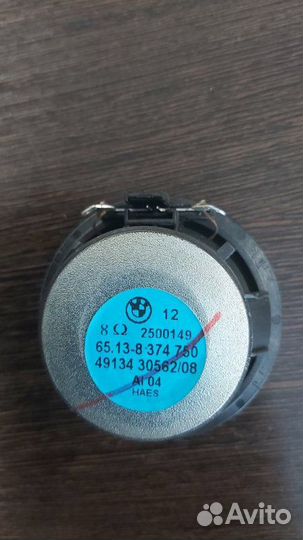 12
8 Ω 2500149
65.13-8 374 750
49134 30562/08
AI 04
HAES
Avito